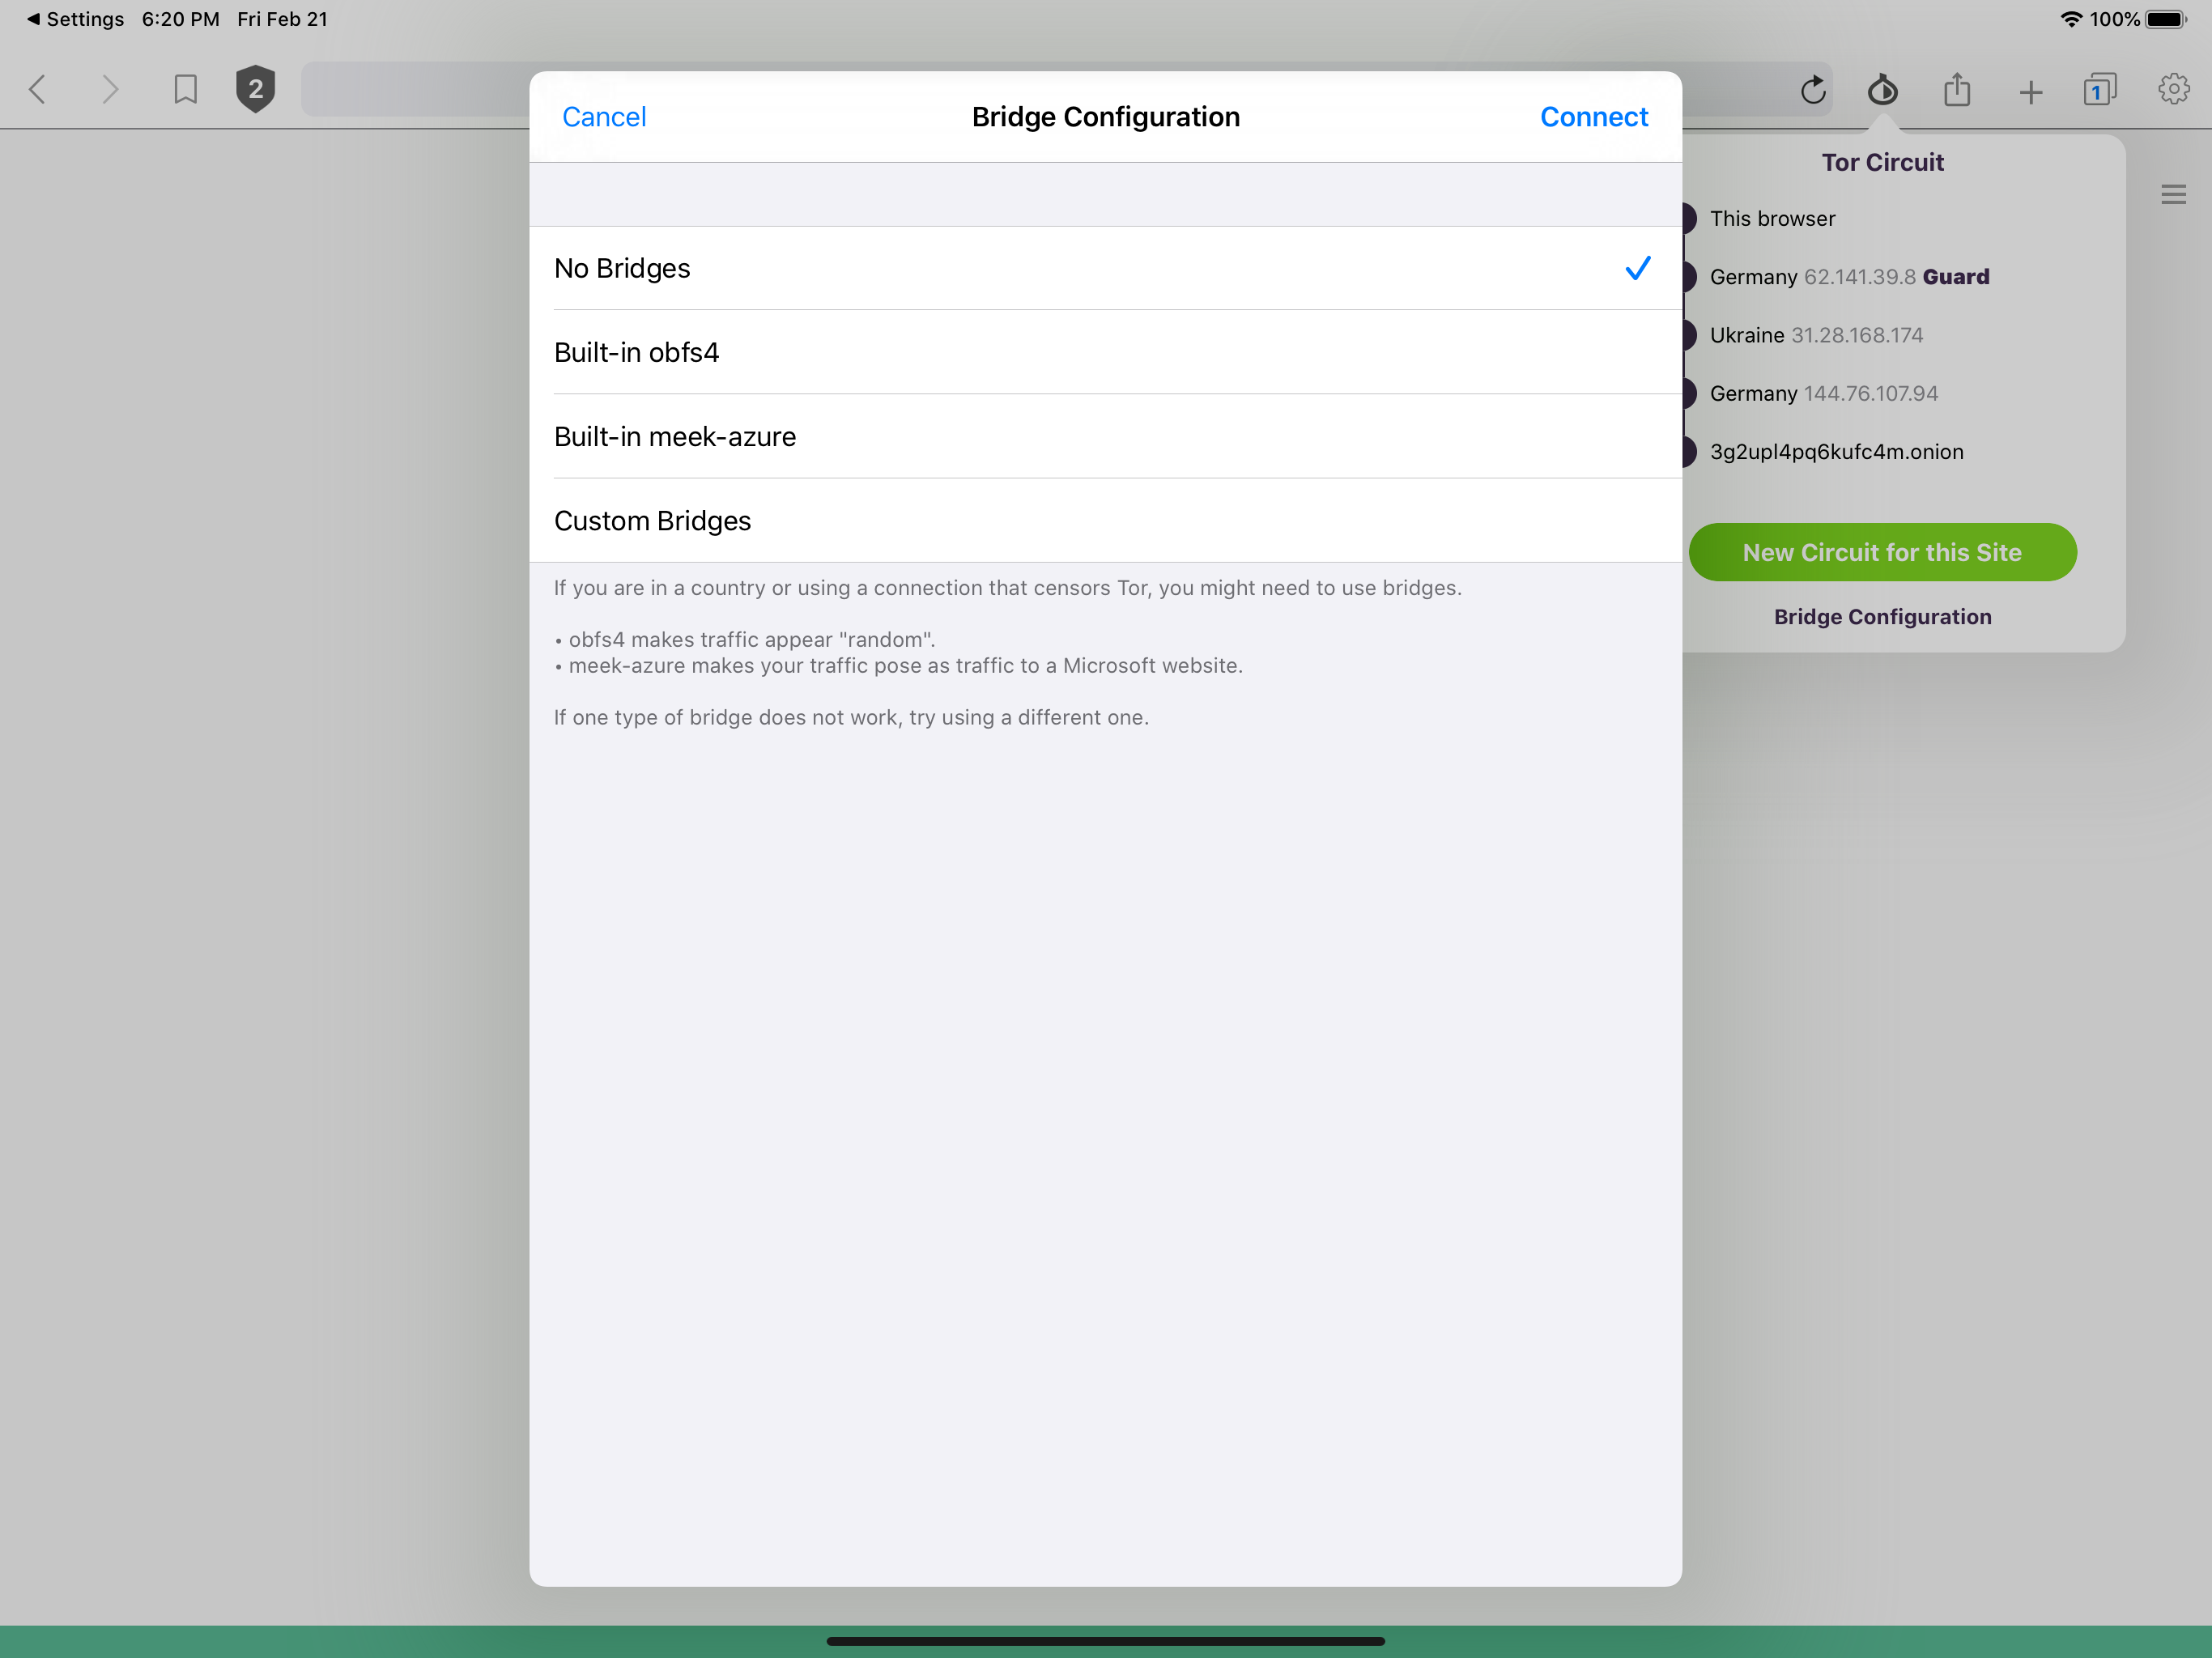 Settings 6:20 PM Fri Feb 21 100%
2
1
Cancel Bridge Configuration Connect
No Bridges
Built-in obfs4
Built-in meek-azure
Custom Bridges
If you are in a country or using a connection that censors Tor, you might need to use bridges.
• obfs4 makes traffic appear "random".
• meek-azure makes your traffic pose as traffic to a Microsoft website.
If one type of bridge does not work, try using a different one.
Tor Circuit
This browser
Germany 62.141.39.8 Guard
Ukraine 31.28.168.174
Germany 144.76.107.94
3g2upl4pq6kufc4m.onion
New Circuit for this Site
Bridge Configuration